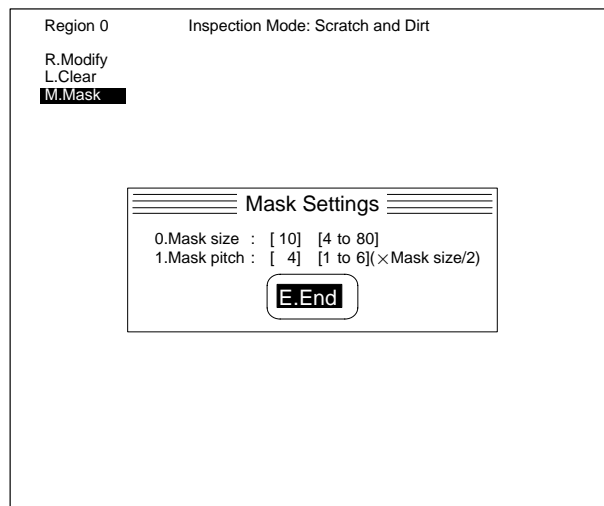 Region 0 Inspection Mode: Scratch and Dirt
R.Modify
L.Clear
M.Mask
Mask Settings
0.Mask size : [ 10] [4 to 80]
1.Mask pitch : [ 4] [1 to 6](×Mask size/2)
E.End